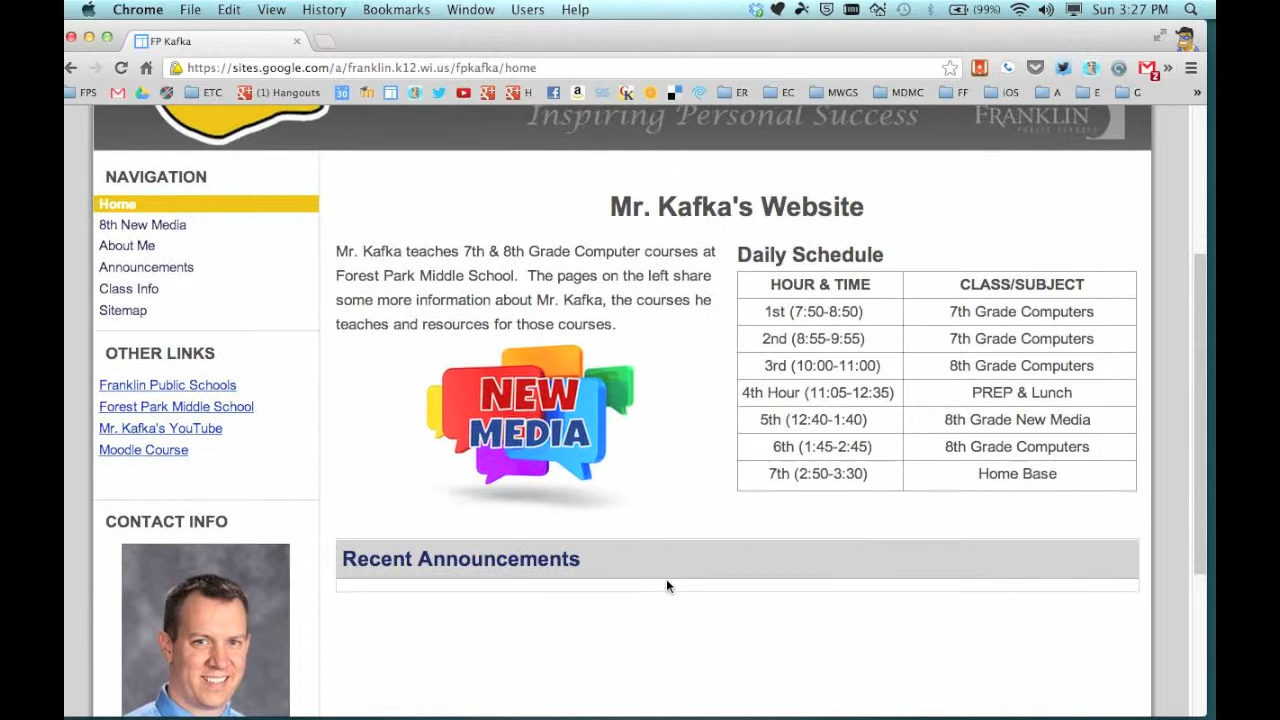 Chrome File Edit View History Bookmarks Window Users Help (99%) Sun 3:27 PM
FP Kafka
https://sites.google.com/a/franklin.k12.wi.us/fpkafka/home
FPS ETC (1) Hangouts 30 H ER EC MWGS MDMC FF iOS A E G
2
Inspiring Personal Success FRANKLIN
PUBLIC SCHOOLS
NAVIGATION
Home
8th New Media
About Me
Announcements
Class Info
Sitemap
OTHER LINKS
Franklin Public Schools
Forest Park Middle School
Mr. Kafka's YouTube
Moodle Course
CONTACT INFO
Mr. Kafka's Website
Mr. Kafka teaches 7th & 8th Grade Computer courses at
Forest Park Middle School. The pages on the left share
some more information about Mr. Kafka, the courses he
teaches and resources for those courses.
NEW
MEDIA
Daily Schedule
HOUR & TIME CLASS/SUBJECT
1st (7:50-8:50) 7th Grade Computers
2nd (8:55-9:55) 7th Grade Computers
3rd (10:00-11:00) 8th Grade Computers
4th Hour (11:05-12:35) PREP & Lunch
5th (12:40-1:40) 8th Grade New Media
6th (1:45-2:45) 8th Grade Computers
7th (2:50-3:30) Home Base
Recent Announcements